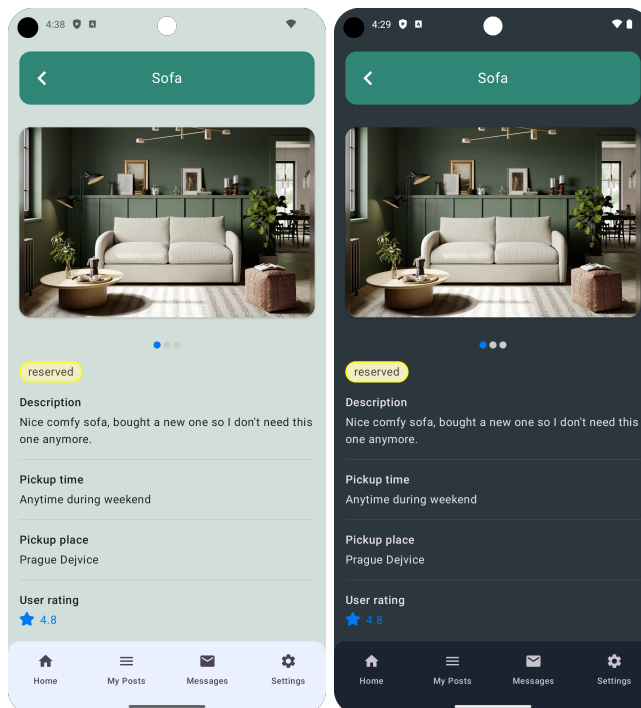 4:38
Sofa
reserved
Description
Nice comfy sofa, bought a new one so I don't need this
one anymore.
Pickup time
Anytime during weekend
Pickup place
Prague Dejvice
User rating
4.8
Home My Posts Messages Settings
4:29
Sofa
reserved
Description
Nice comfy sofa, bought a new one so I don't need this
one anymore.
Pickup time
Anytime during weekend
Pickup place
Prague Dejvice
User rating
4.8
Home My Posts Messages Settings